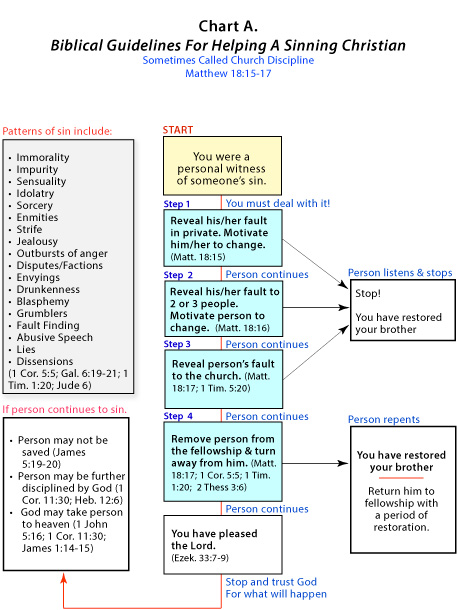 Chart A.
Biblical Guidelines For Helping A Sinning Christian
Sometimes Called Church Discipline
Matthew 18:15-17
Patterns of sin include:
• Immorality
• Impurity
• Sensuality
• Idolatry
• Sorcery
• Enmities
• Strife
• Jealousy
• Outbursts of anger
• Disputes/Factions
• Envyings
• Drunkenness
• Blasphemy
• Grumblers
• Fault Finding
• Abusive Speech
• Lies
• Dissensions
(1 Cor. 5:5; Gal. 6:19-21; 1
Tim. 1:20; Jude 6)
START
You were a
personal witness
of someone's sin.
Step 1
You must deal with it!
Reveal his/her fault
in private. Motivate
him/her to change.
(Matt. 18:15)
Step 2
Person continues
Reveal his/her fault to
2 or 3 people.
Motivate person to
change. (Matt. 18:16)
Step 3
Person continues
Reveal person's fault
to the church. (Matt.
18:17; 1 Tim. 5:20)
Person listens & stops
Stop!
You have restored
your brother
Step 4
Person continues
Remove person from
the fellowship & turn
away from him. (Matt.
18:17; 1 Cor. 5:5; 1 Tim.
1:20; 2 Thess 3:6)
Person repents
You have restored
your brother
Return him to
fellowship with
a period of
restoration.
Person continues
You have pleased
the Lord.
(Ezek. 33:7-9)
Stop and trust God
For what will happen
If person continues to sin.
• Person may not be
saved (James
5:19-20)
• Person may be further
disciplined by God (1
Cor. 11:30; Heb. 12:6)
• God may take person
to heaven (1 John
5:16; 1 Cor. 11:30;
James 1:14-15)